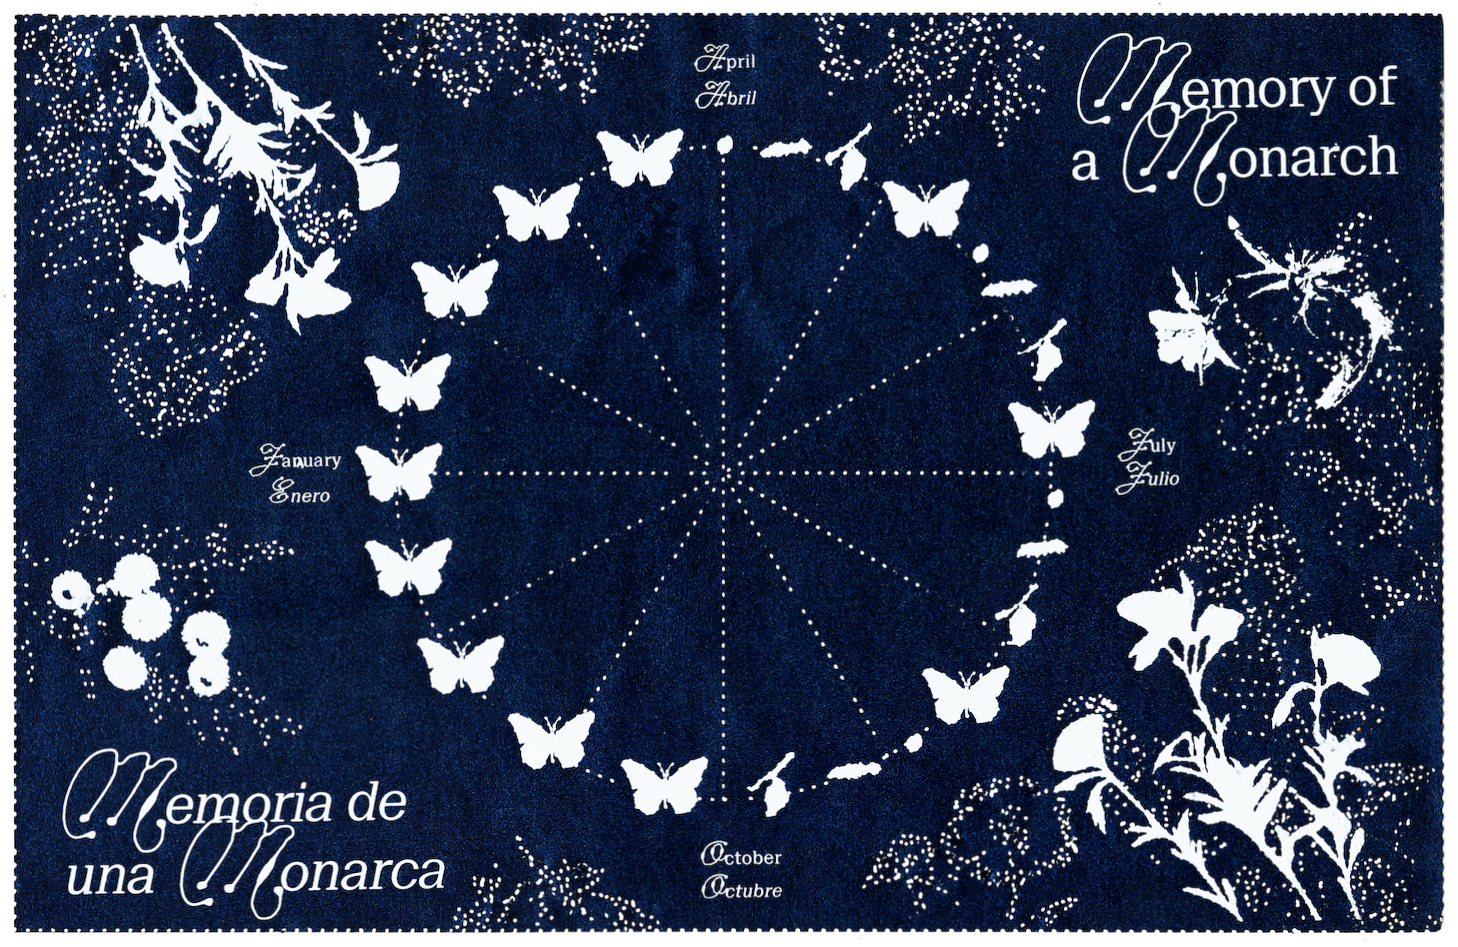 April
Abril
Memory of
a Monarch
January
Enero
July
Julio
Memoria de
una Monarca
October
Octubre